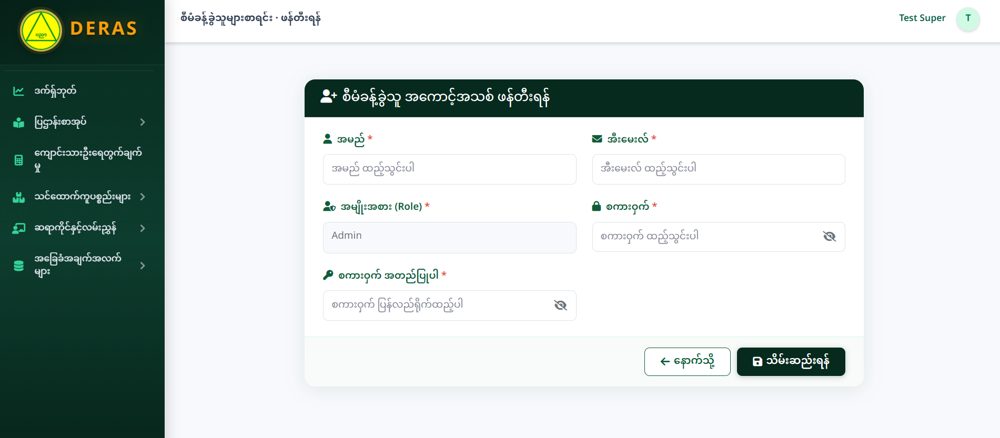 ပညာ
DERAS
စီမံခန့်ခွဲသူများစာရင်း · ဖန်တီးရန်
Test Super
T
ဒက်ရှ်ဘုတ်
ပြဌာန်းစာအုပ်
ကျောင်းသားဦးရေတွက်ချက်
မှု
သင်ထောက်ကူပစ္စည်းများ
ဆရာကိုင်နှင့်လမ်းညွှန်
အခြေခံအချက်အလက်
များ
စီမံခန့်ခွဲသူ အကောင့်အသစ် ဖန်တီးရန်
အမည် *
အမည် ထည့်သွင်းပါ
အီးမေးလ် *
အီးမေးလ် ထည့်သွင်းပါ
အမျိုးအစား (Role) *
Admin
စကားဝှက် *
စကားဝှက် ထည့်သွင်းပါ
စကားဝှက် အတည်ပြုပါ *
စကားဝှက် ပြန်လည်ရိုက်ထည့်ပါ
နောက်သို့
သိမ်းဆည်းရန်